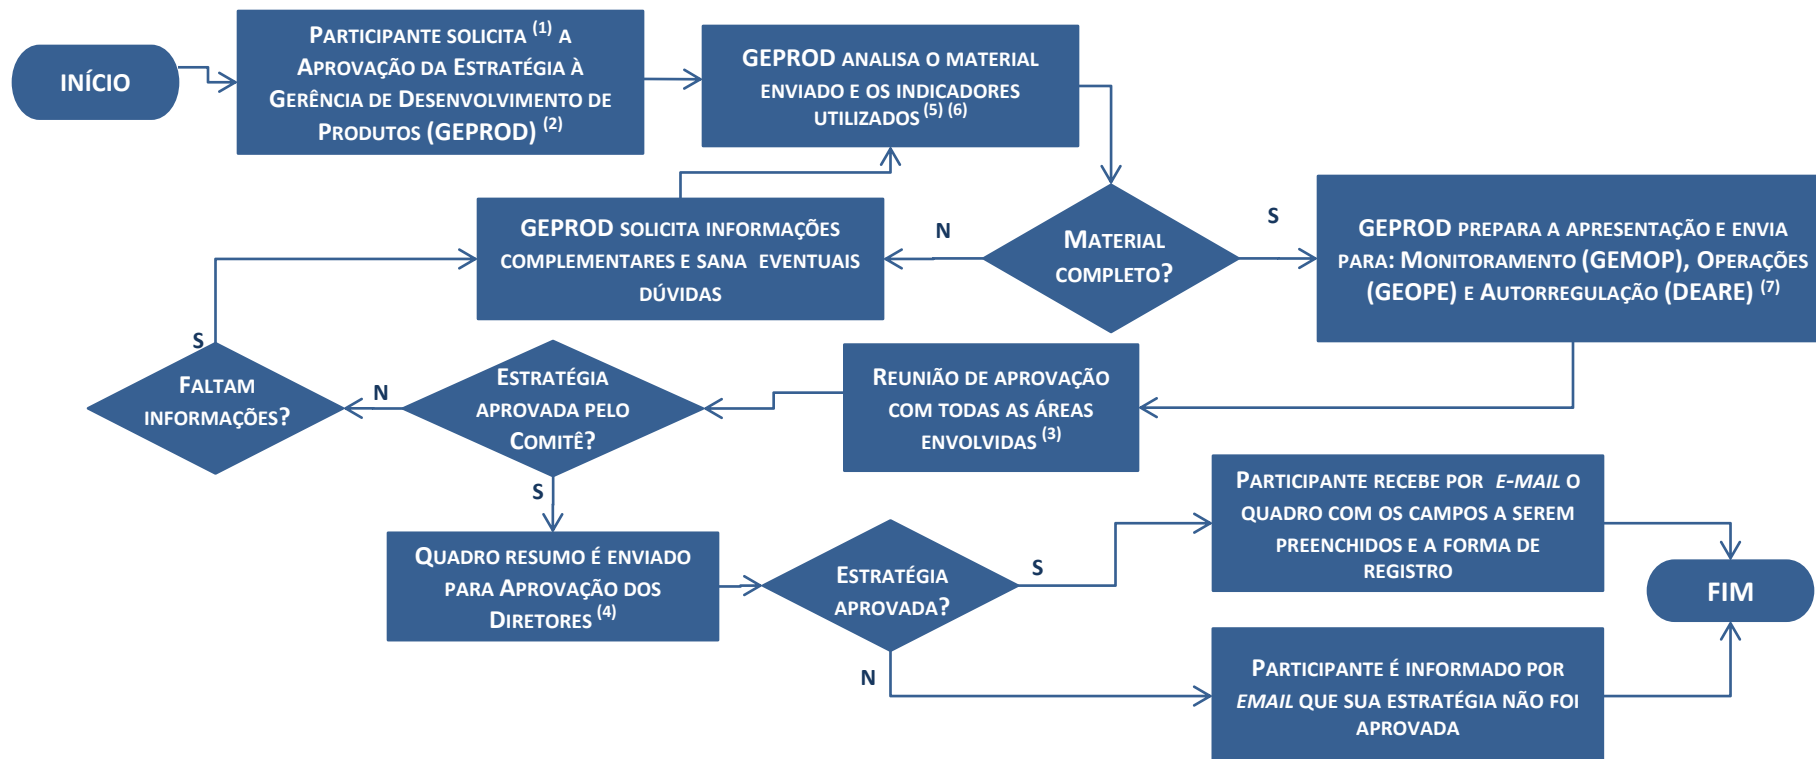 INÍCIO
PARTICIPANTE SOLICITA (1) A
APROVAÇÃO DA ESTRATÉGIA À
GERÊNCIA DE DESENVOLVIMENTO DE
PRODUTOS (GEPROD) (2)
GEPROD ANALISA O MATERIAL
ENVIADO E OS INDICADORES
UTILIZADOS (5) (6)
GEPROD SOLICITA INFORMAÇÕES
COMPLEMENTARES E SANA EVENTUAIS
DÚVIDAS
N
MATERIAL
COMPLETO?
S
GEPROD PREPARA A APRESENTAÇÃO E ENVIA
PARA: MONITORAMENTO (GEMOP), OPERAÇÕES
(GEOPE) E AUTORREGULAÇÃO (DEARE) (7)
S
FALTAM
INFORMAÇÕES?
N
ESTRATÉGIA
APROVADA PELO
COMITÊ?
REUNIÃO DE APROVAÇÃO
COM TODAS AS ÁREAS
ENVOLVIDAS (3)
S
QUADRO RESUMO É ENVIADO
PARA APROVAÇÃO DOS
DIRETORES (4)
ESTRATÉGIA
APROVADA?
S
N
PARTICIPANTE RECEBE POR E-MAIL O
QUADRO COM OS CAMPOS A SEREM
PREENCHIDOS E A FORMA DE
REGISTRO
PARTICIPANTE É INFORMADO POR
EMAIL QUE SUA ESTRATÉGIA NÃO FOI
APROVADA
FIM